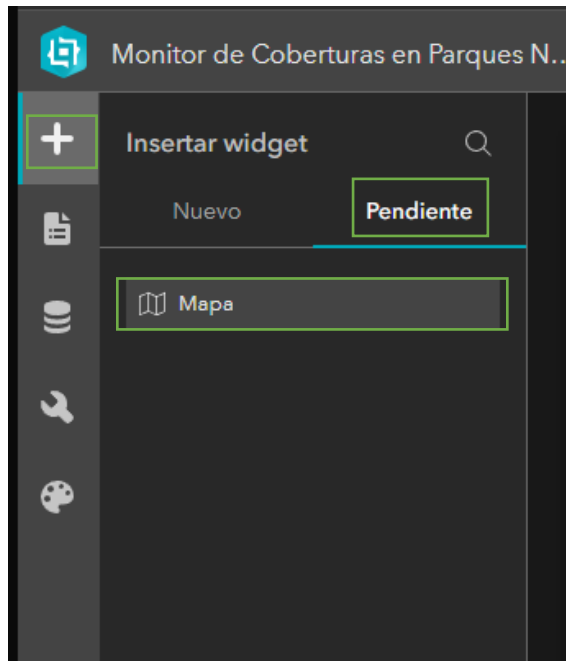 Monitor de Coberturas en Parques N...
Insertar widget
Nuevo Pendiente
Mapa